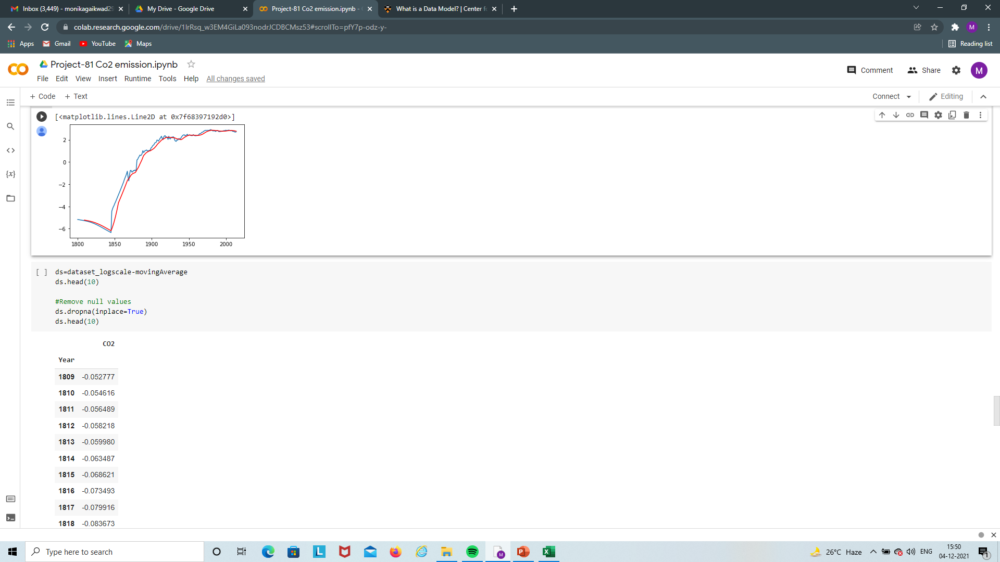 Inbox (3,449) - monikagaikwad29
My Drive - Google Drive
Project-81 Co2 emission.ipynb -
What is a Data Model? | Center f
colab.research.google.com/drive/1IrRsq_w3EM4GiLa093nodrJCDBCMsz53#scrollTo=pfY7p-odz-y-
M
Apps Gmail YouTube Maps Reading list
Project-81 Co2 emission.ipynb
File Edit View Insert Runtime Tools Help All changes saved
Comment Share M
+ Code + Text Connect Editing
[<matplotlib.lines.Line2D at 0x7f68397192d0>]
2
0
−2
−4
−6
1800 1850 1900 1950 2000
{x}
[ ] ds=dataset_logscale-movingAverage
ds.head(10)
#Remove null values
ds.dropna(inplace=True)
ds.head(10)
CO2
Year
1809 -0.052777
1810 -0.054616
1811 -0.056489
1812 -0.058218
1813 -0.059980
1814 -0.063487
1815 -0.068621
1816 -0.073493
1817 -0.079916
1818 -0.083673
Type here to search
L
M
P
X
26°C Haze
ENG
15:50
04-12-2021
1